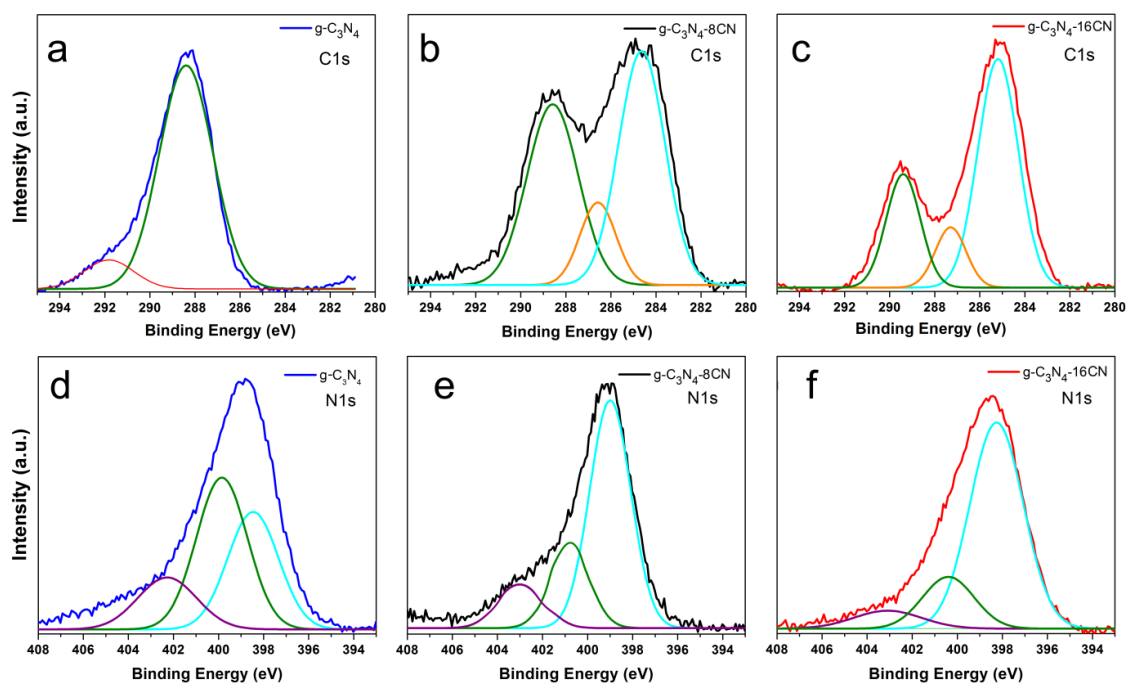 a
g-C₃N₄
C1s
Intensity (a.u.)
294 292 290 288 286 284 282 280
Binding Energy (eV)
b
g-C₃N₄-8CN
C1s
294 292 290 288 286 284 282 280
Binding Energy (eV)
c
g-C₃N₄-16CN
C1s
294 292 290 288 286 284 282 280
Binding Energy (eV)
d
g-C₃N₄
N1s
Intensity (a.u.)
408 406 404 402 400 398 396 394
Binding Energy (eV)
e
g-C₃N₄-8CN
N1s
408 406 404 402 400 398 396 394
Binding Energy (eV)
f
g-C₃N₄-16CN
N1s
408 406 404 402 400 398 396 394
Binding Energy (eV)